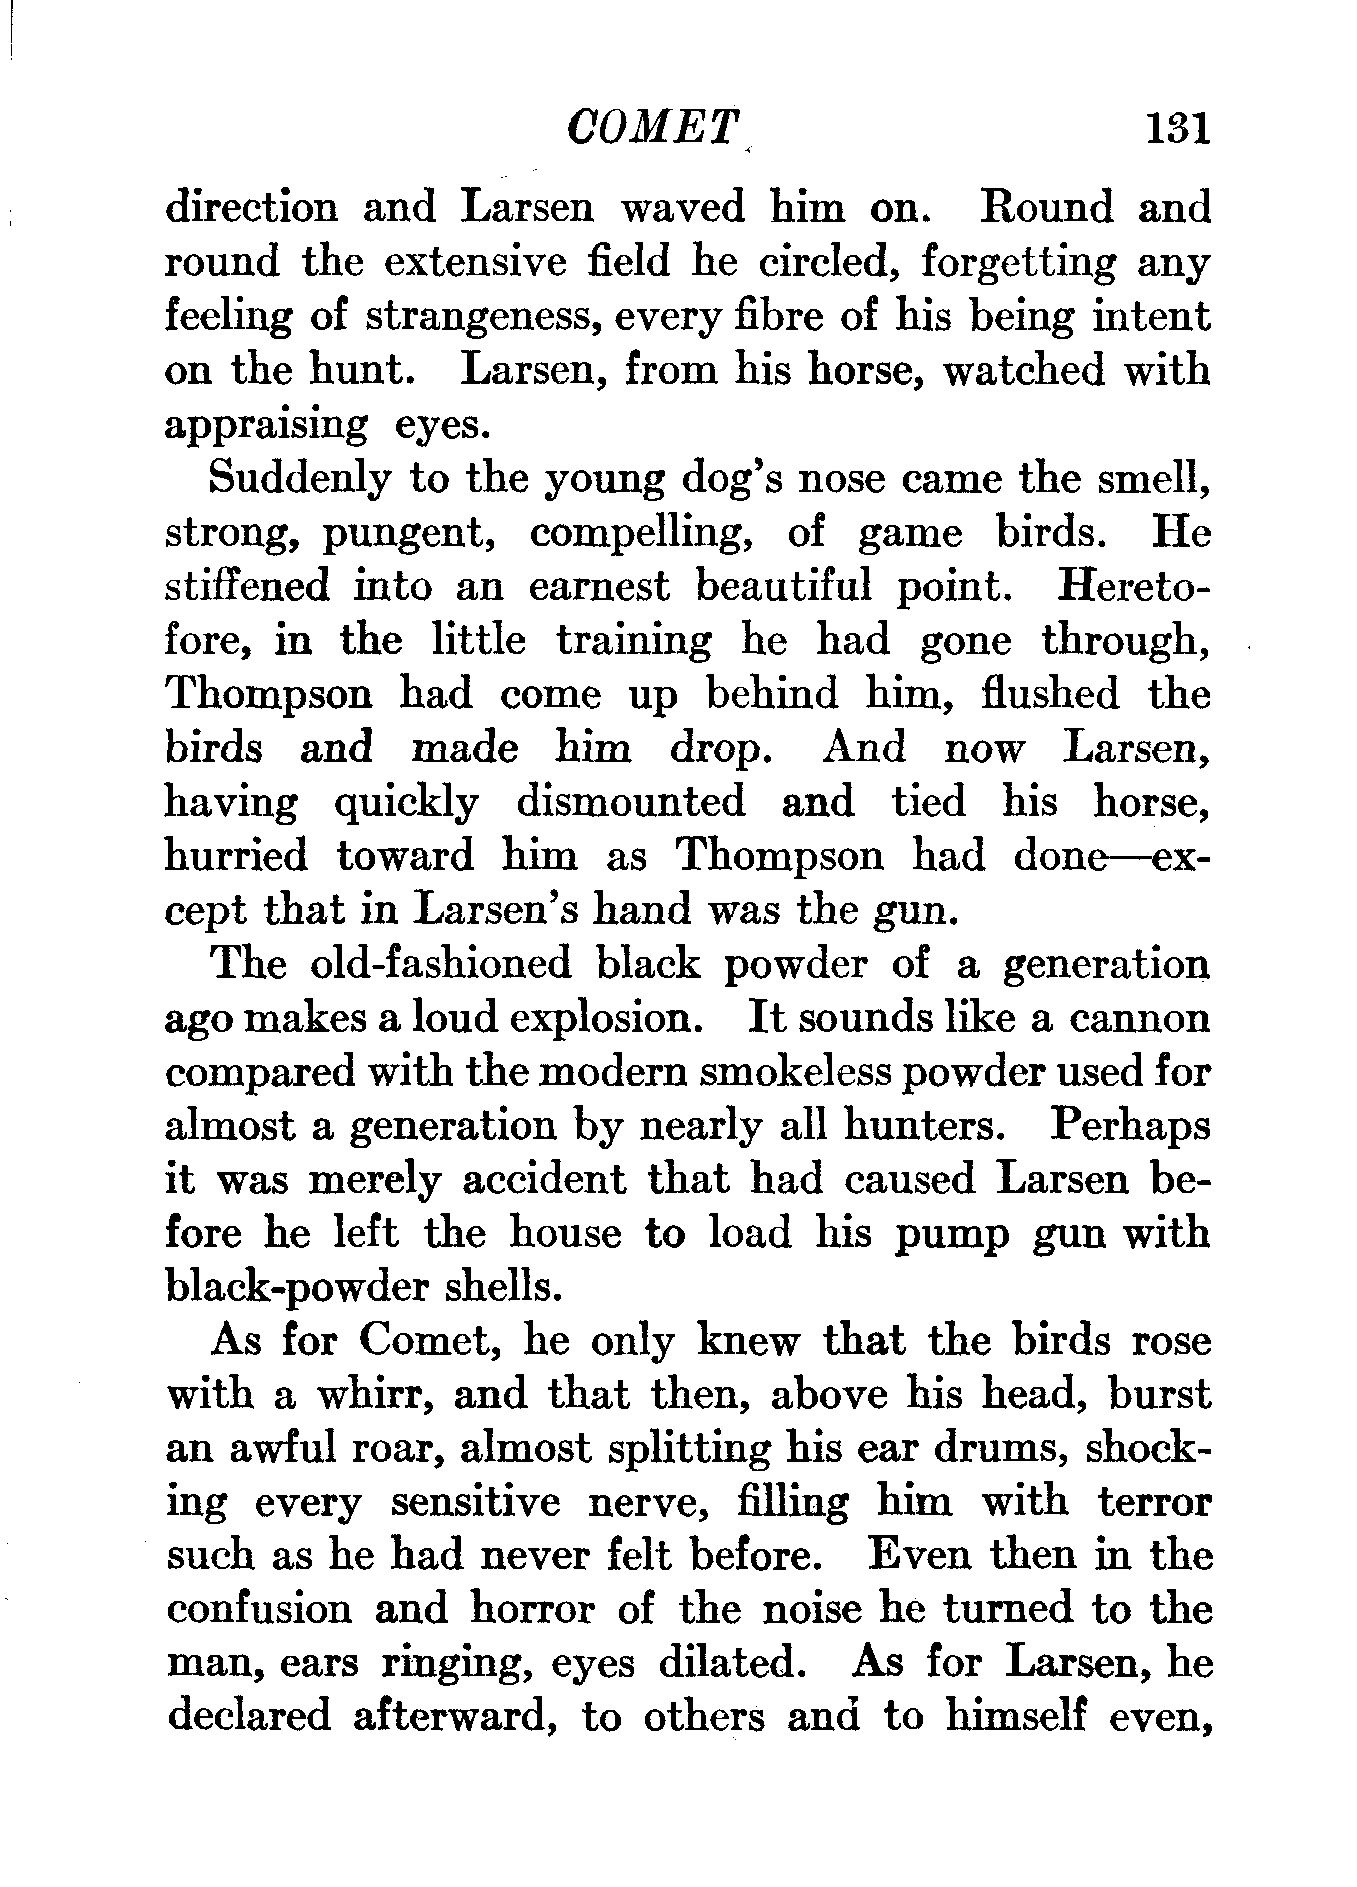 COMET 131
direction and Larsen waved him on. Round and
round the extensive field he circled, forgetting any
feeling of strangeness, every fibre of his being intent
on the hunt. Larsen, from his horse, watched with
appraising eyes.
Suddenly to the young dog's nose came the smell,
strong, pungent, compelling, of game birds. He
stiffened into an earnest beautiful point. Hereto-
fore, in the little training he had gone through,
Thompson had come up behind him, flushed the
birds and made him drop. And now Larsen,
having quickly dismounted and tied his horse,
hurried toward him as Thompson had done—ex-
cept that in Larsen's hand was the gun.
The old-fashioned black powder of a generation
ago makes a loud explosion. It sounds like a cannon
compared with the modern smokeless powder used for
almost a generation by nearly all hunters. Perhaps
it was merely accident that had caused Larsen be-
fore he left the house to load his pump gun with
black-powder shells.
As for Comet, he only knew that the birds rose
with a whirr, and that then, above his head, burst
an awful roar, almost splitting his ear drums, shock-
ing every sensitive nerve, filling him with terror
such as he had never felt before. Even then in the
confusion and horror of the noise he turned to the
man, ears ringing, eyes dilated. As for Larsen, he
declared afterward, to others and to himself even,